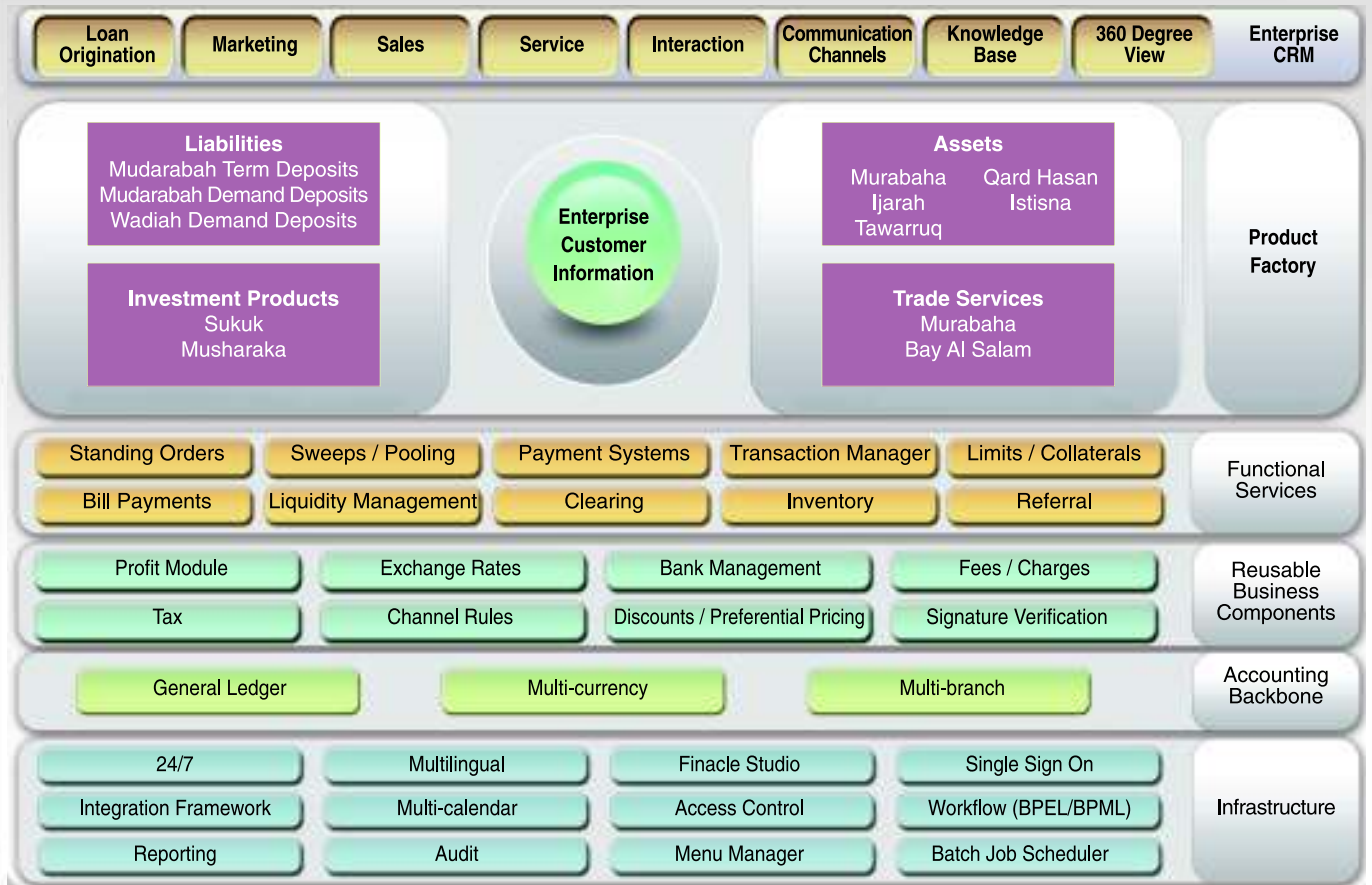 Loan
Origination
Marketing
Sales
Service
Interaction
Communication
Channels
Knowledge
Base
360 Degree
View
Enterprise
CRM
Liabilities
Mudarabah Term Deposits
Mudarabah Demand Deposits
Wadiah Demand Deposits
Investment Products
Sukuk
Musharaka
Enterprise
Customer
Information
Assets
Murabaha Qard Hasan
Ijarah Istisna
Tawarruq
Trade Services
Murabaha
Bay Al Salam
Product
Factory
Standing Orders
Sweeps / Pooling
Payment Systems
Transaction Manager
Limits / Collaterals
Bill Payments
Liquidity Management
Clearing
Inventory
Referral
Functional
Services
Profit Module
Exchange Rates
Bank Management
Fees / Charges
Tax
Channel Rules
Discounts / Preferential Pricing
Signature Verification
Reusable
Business
Components
General Ledger
Multi-currency
Multi-branch
Accounting
Backbone
24/7
Multilingual
Finacle Studio
Single Sign On
Integration Framework
Multi-calendar
Access Control
Workflow (BPEL/BPML)
Reporting
Audit
Menu Manager
Batch Job Scheduler
Infrastructure